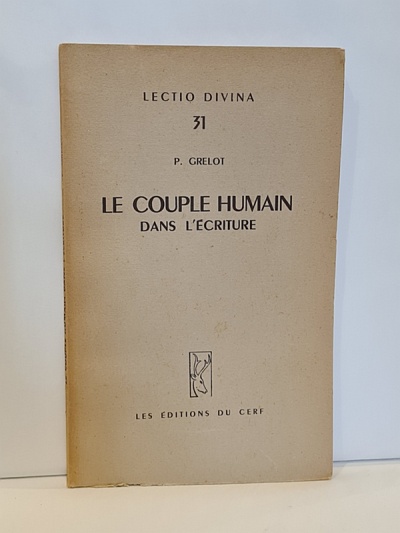 LECTIO DIVINA
31
P. GRELOT
LE COUPLE HUMAIN
DANS L'ÉCRITURE
LES ÉDITIONS DU CERF